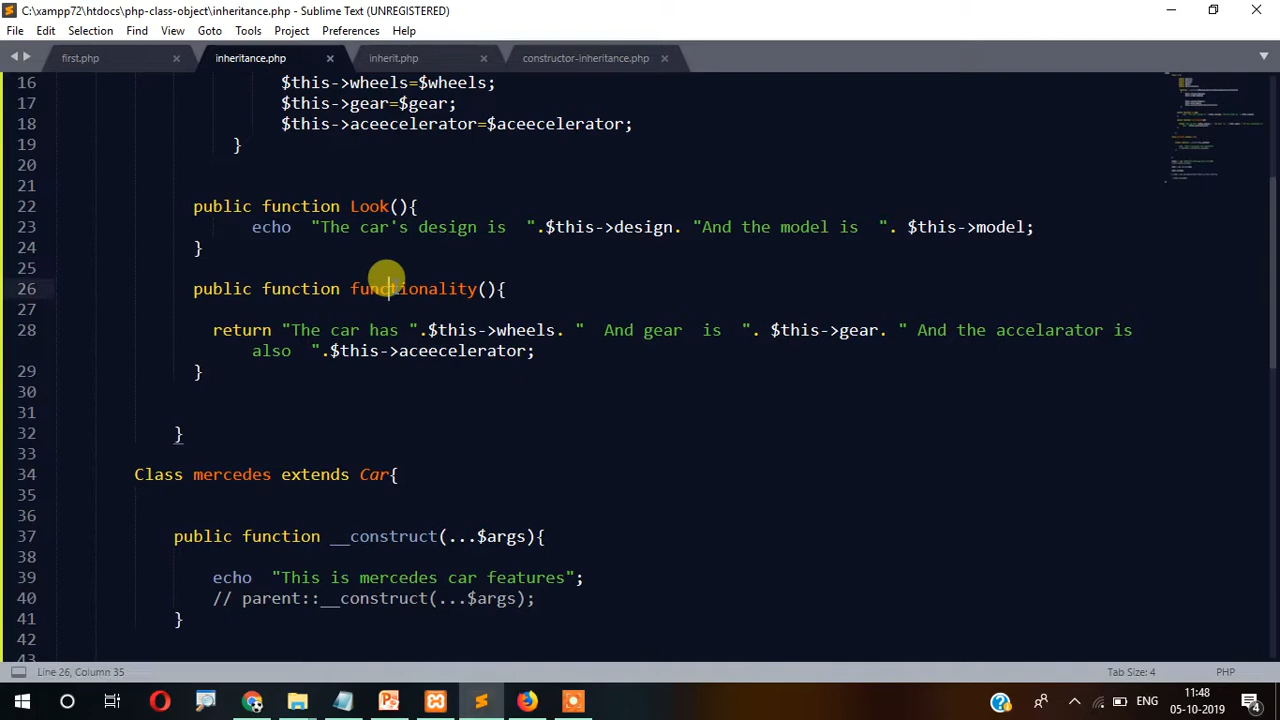 C:\xampp72\htdocs\php-class-object\inheritance.php - Sublime Text (UNREGISTERED)
File Edit Selection Find View Goto Tools Project Preferences Help
first.php inheritance.php inherit.php constructor-inheritance.php
16 $this->wheels=$wheels;
17 $this->gear=$gear;
18 $this->aceecelerator=$aceecelerator;
19 }
20
21
22 public function Look(){
23 echo "The car's design is ".$this->design. "And the model is ". $this->model;
24 }
25
26 public function functionality(){
27
28 return "The car has ".$this->wheels. " And gear is ". $this->gear. " And the accelarator is
also ".$this->aceecelerator;
29 }
30
31
32 }
33
34 Class mercedes extends Car{
35
36
37 public function __construct(...$args){
38
39 echo "This is mercedes car features";
40 // parent::__construct(...$args);
41 }
42
43
Line 26, Column 35 Tab Size: 4 PHP
ENG 11:48
05-10-2019 4